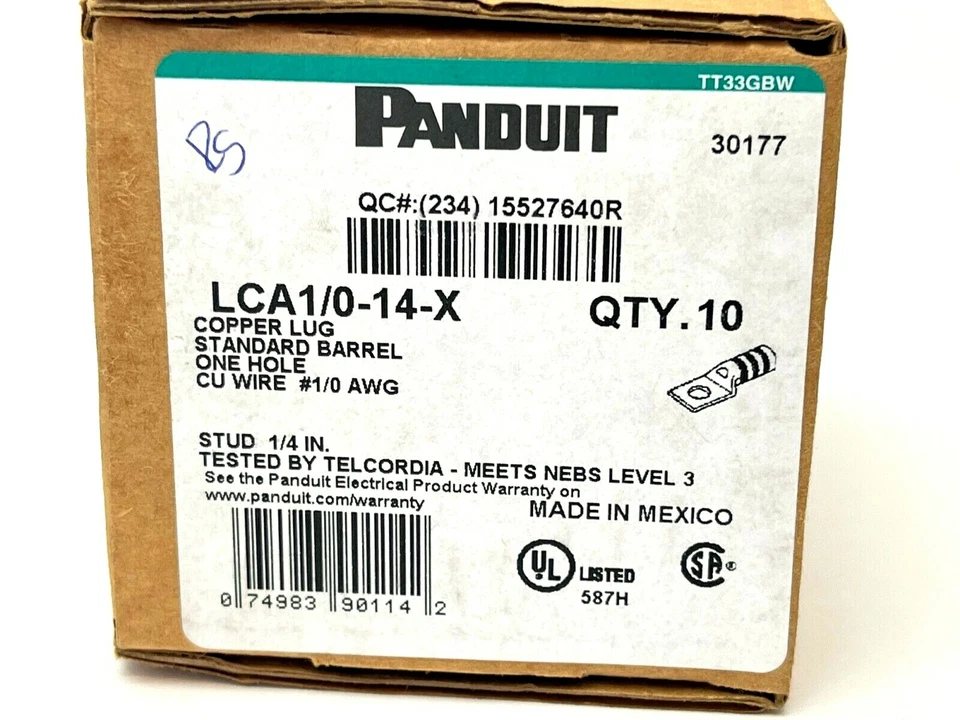 TT33GBW
PANDUIT
30177
QC#:(234) 15527640R
LCA1/0-14-X
QTY. 10
COPPER LUG
STANDARD BARREL
ONE HOLE
CU WIRE #1/0 AWG
STUD 1/4 IN.
TESTED BY TELCORDIA - MEETS NEBS LEVEL 3
See the Panduit Electrical Product Warranty on
www.panduit.com/warranty
MADE IN MEXICO
UL LISTED
587H
SA ®
0 74983 90114 2